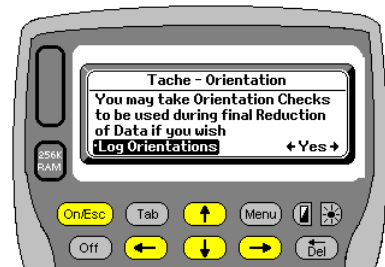 Tache - Orientation
You may take Orientation Checks
to be used during final Reduction
of Data if you wish
·Log Orientations ←Yes→
256K
RAM
On/Esc Tab Menu
Off Del